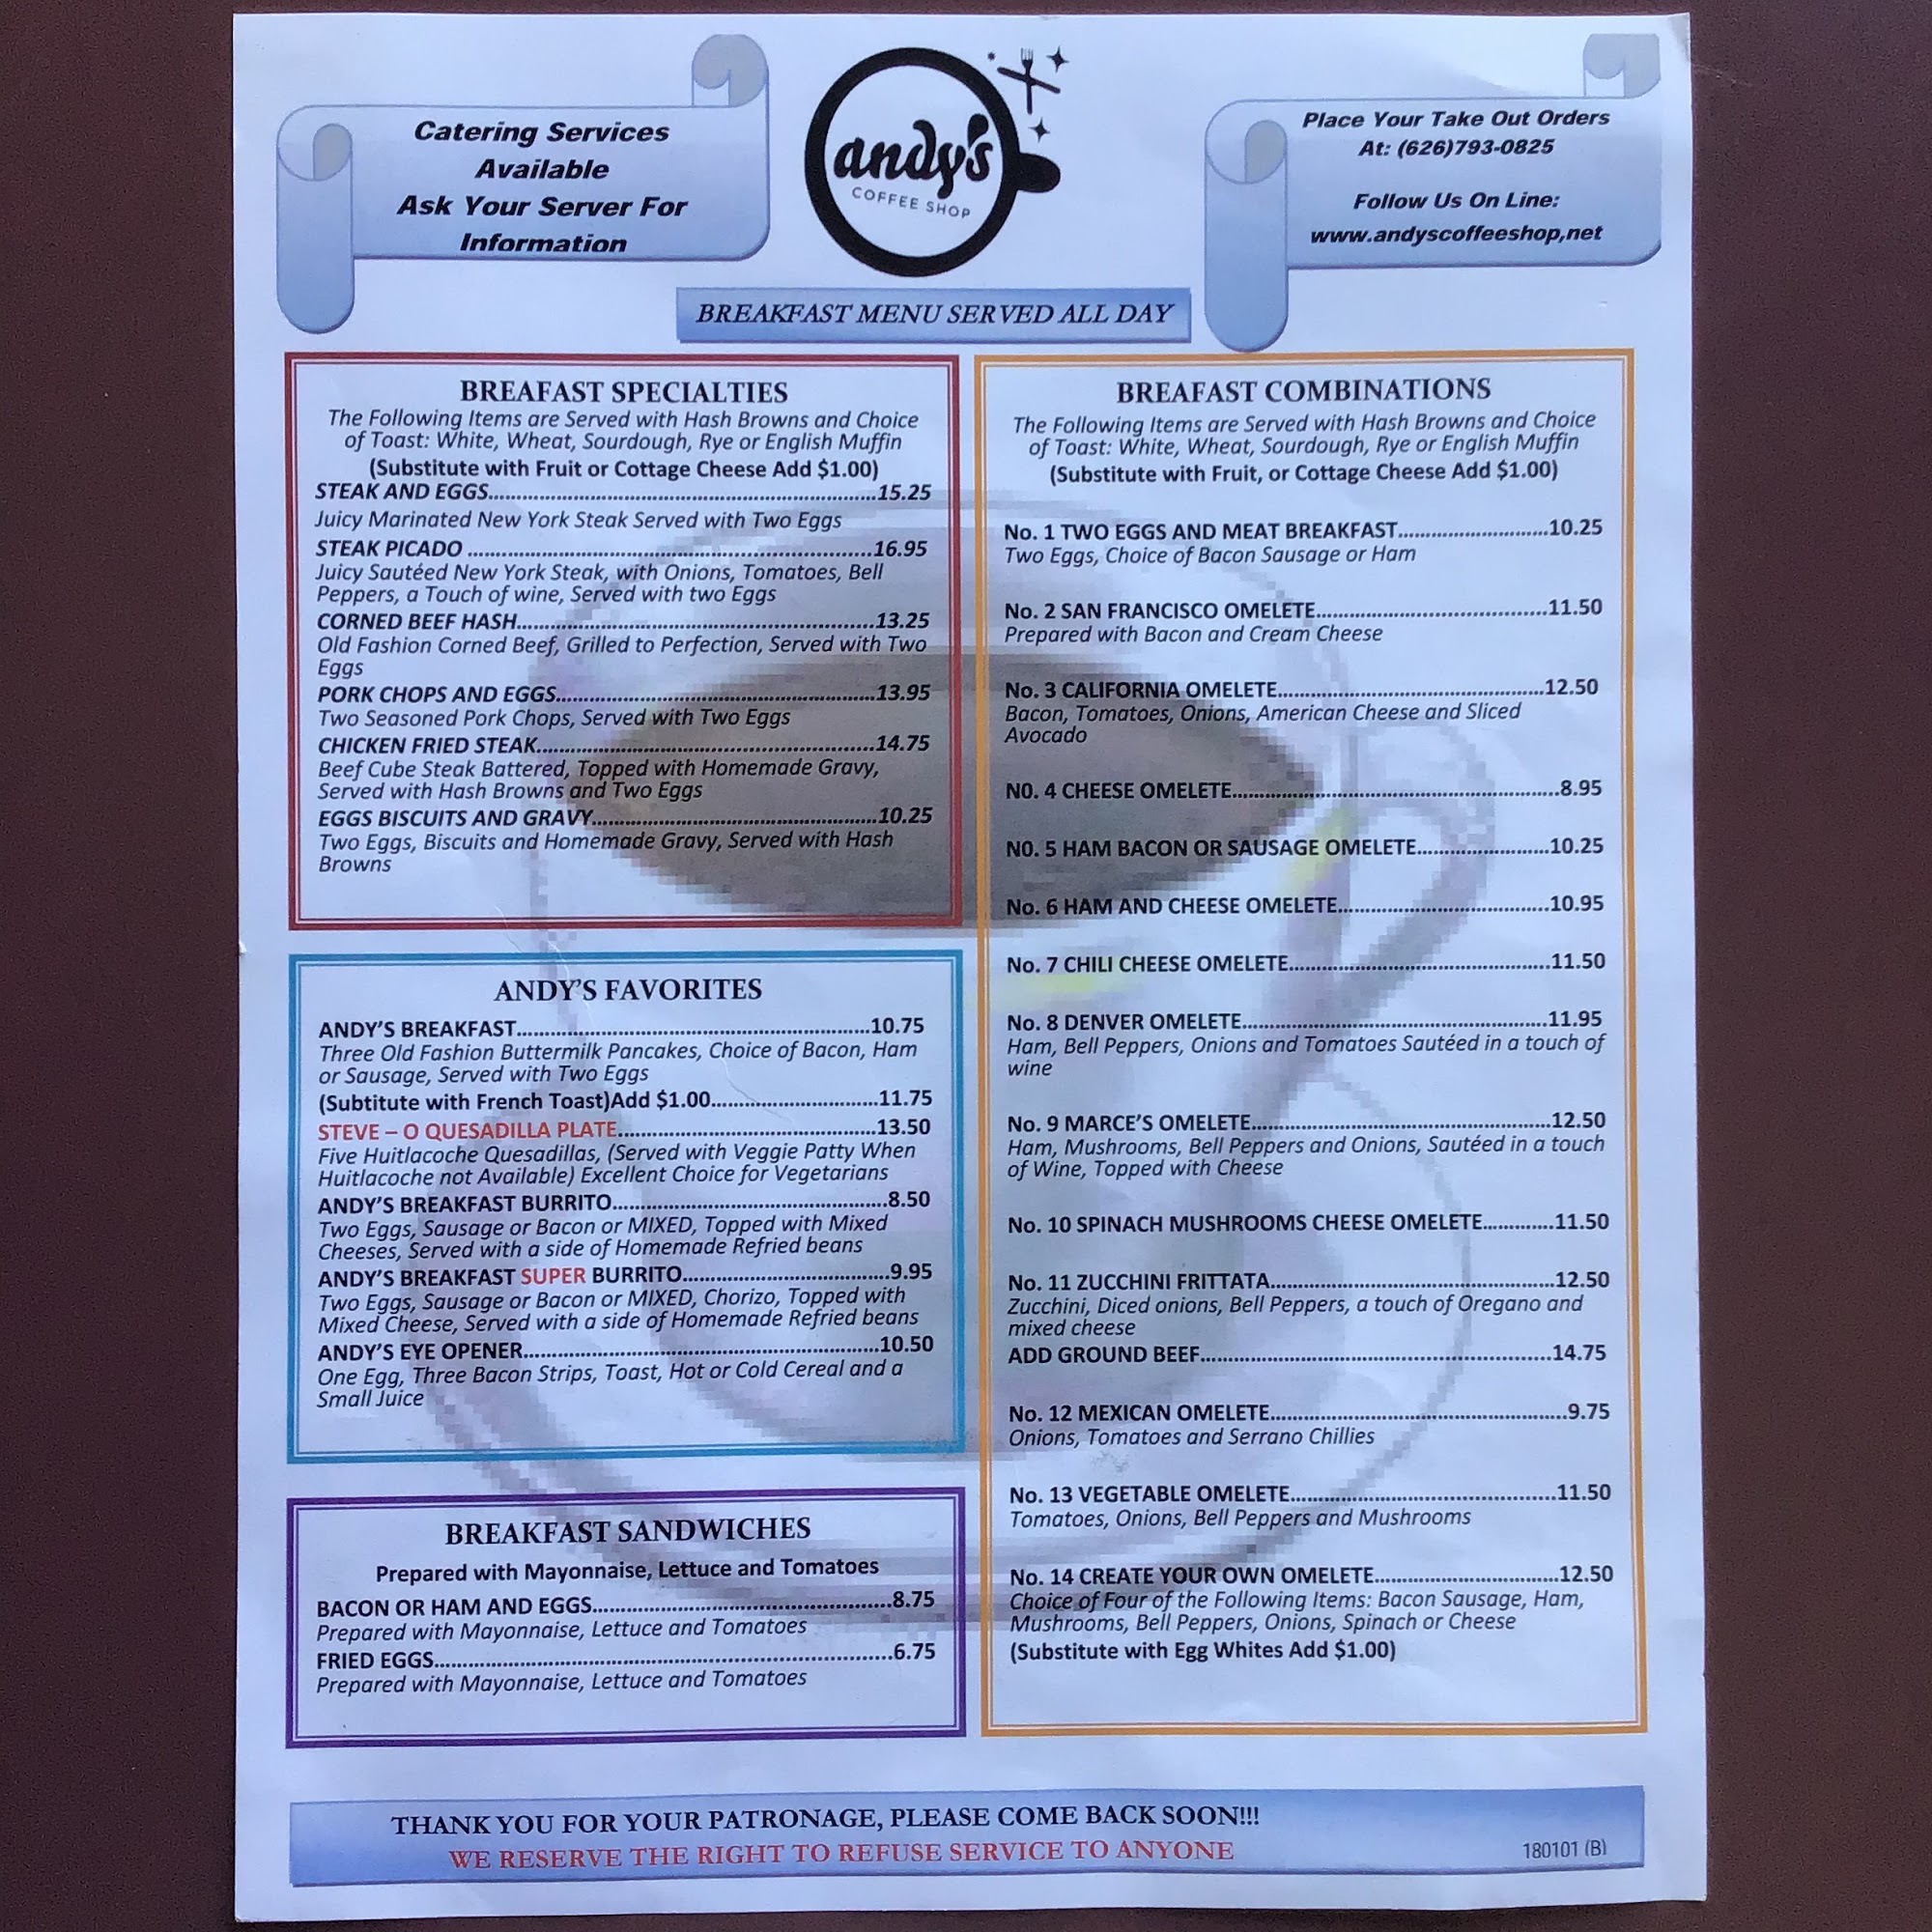 Catering Services
Available
Ask Your Server For
Information
andy's
COFFEE SHOP
Place Your Take Out Orders
At: (626)793-0825
Follow Us On Line:
www.andyscoffeeshop,net
BREAKFAST MENU SERVED ALL DAY
BREAFAST SPECIALTIES
The Following Items are Served with Hash Browns and Choice
of Toast: White, Wheat, Sourdough, Rye or English Muffin
(Substitute with Fruit or Cottage Cheese Add $1.00)
STEAK AND EGGS...15.25
Juicy Marinated New York Steak Served with Two Eggs
STEAK PICADO ...16.95
Juicy Sautéed New York Steak, with Onions, Tomatoes, Bell
Peppers, a Touch of wine, Served with two Eggs
CORNED BEEF HASH...13.25
Old Fashion Corned Beef, Grilled to Perfection, Served with Two
Eggs
PORK CHOPS AND EGGS...13.95
Two Seasoned Pork Chops, Served with Two Eggs
CHICKEN FRIED STEAK...14.75
Beef Cube Steak Battered, Topped with Homemade Gravy,
Served with Hash Browns and Two Eggs
EGGS BISCUITS AND GRAVY...10.25
Two Eggs, Biscuits and Homemade Gravy, Served with Hash
Browns
ANDY'S FAVORITES
ANDY'S BREAKFAST...10.75
Three Old Fashion Buttermilk Pancakes, Choice of Bacon, Ham
or Sausage, Served with Two Eggs
(Subtitute with French Toast)Add $1.00...11.75
STEVE – O QUESADILLA PLATE...13.50
Five Huitlacoche Quesadillas, (Served with Veggie Patty When
Huitlacoche not Available) Excellent Choice for Vegetarians
ANDY'S BREAKFAST BURRITO...8.50
Two Eggs, Sausage or Bacon or MIXED, Topped with Mixed
Cheeses, Served with a side of Homemade Refried beans
ANDY'S BREAKFAST SUPER BURRITO...9.95
Two Eggs, Sausage or Bacon or MIXED, Chorizo, Topped with
Mixed Cheese, Served with a side of Homemade Refried beans
ANDY'S EYE OPENER...10.50
One Egg, Three Bacon Strips, Toast, Hot or Cold Cereal and a
Small Juice
BREAKFAST SANDWICHES
Prepared with Mayonnaise, Lettuce and Tomatoes
BACON OR HAM AND EGGS...8.75
Prepared with Mayonnaise, Lettuce and Tomatoes
FRIED EGGS...6.75
Prepared with Mayonnaise, Lettuce and Tomatoes
BREAFAST COMBINATIONS
The Following Items are Served with Hash Browns and Choice
of Toast: White, Wheat, Sourdough, Rye or English Muffin
(Substitute with Fruit, or Cottage Cheese Add $1.00)
No. 1 TWO EGGS AND MEAT BREAKFAST...10.25
Two Eggs, Choice of Bacon Sausage or Ham
No. 2 SAN FRANCISCO OMELETE...11.50
Prepared with Bacon and Cream Cheese
No. 3 CALIFORNIA OMELETE...12.50
Bacon, Tomatoes, Onions, American Cheese and Sliced
Avocado
N0. 4 CHEESE OMELETE...8.95
N0. 5 HAM BACON OR SAUSAGE OMELETE...10.25
No. 6 HAM AND CHEESE OMELETE...10.95
No. 7 CHILI CHEESE OMELETE...11.50
No. 8 DENVER OMELETE...11.95
Ham, Bell Peppers, Onions and Tomatoes Sautéed in a touch of
wine
No. 9 MARCE'S OMELETE...12.50
Ham, Mushrooms, Bell Peppers and Onions, Sautéed in a touch
of Wine, Topped with Cheese
No. 10 SPINACH MUSHROOMS CHEESE OMELETE...11.50
No. 11 ZUCCHINI FRITTATA...12.50
Zucchini, Diced onions, Bell Peppers, a touch of Oregano and
mixed cheese
ADD GROUND BEEF...14.75
No. 12 MEXICAN OMELETE...9.75
Onions, Tomatoes and Serrano Chillies
No. 13 VEGETABLE OMELETE...11.50
Tomatoes, Onions, Bell Peppers and Mushrooms
No. 14 CREATE YOUR OWN OMELETE...12.50
Choice of Four of the Following Items: Bacon Sausage, Ham,
Mushrooms, Bell Peppers, Onions, Spinach or Cheese
(Substitute with Egg Whites Add $1.00)
THANK YOU FOR YOUR PATRONAGE, PLEASE COME BACK SOON!!!
WE RESERVE THE RIGHT TO REFUSE SERVICE TO ANYONE
180101 (B)